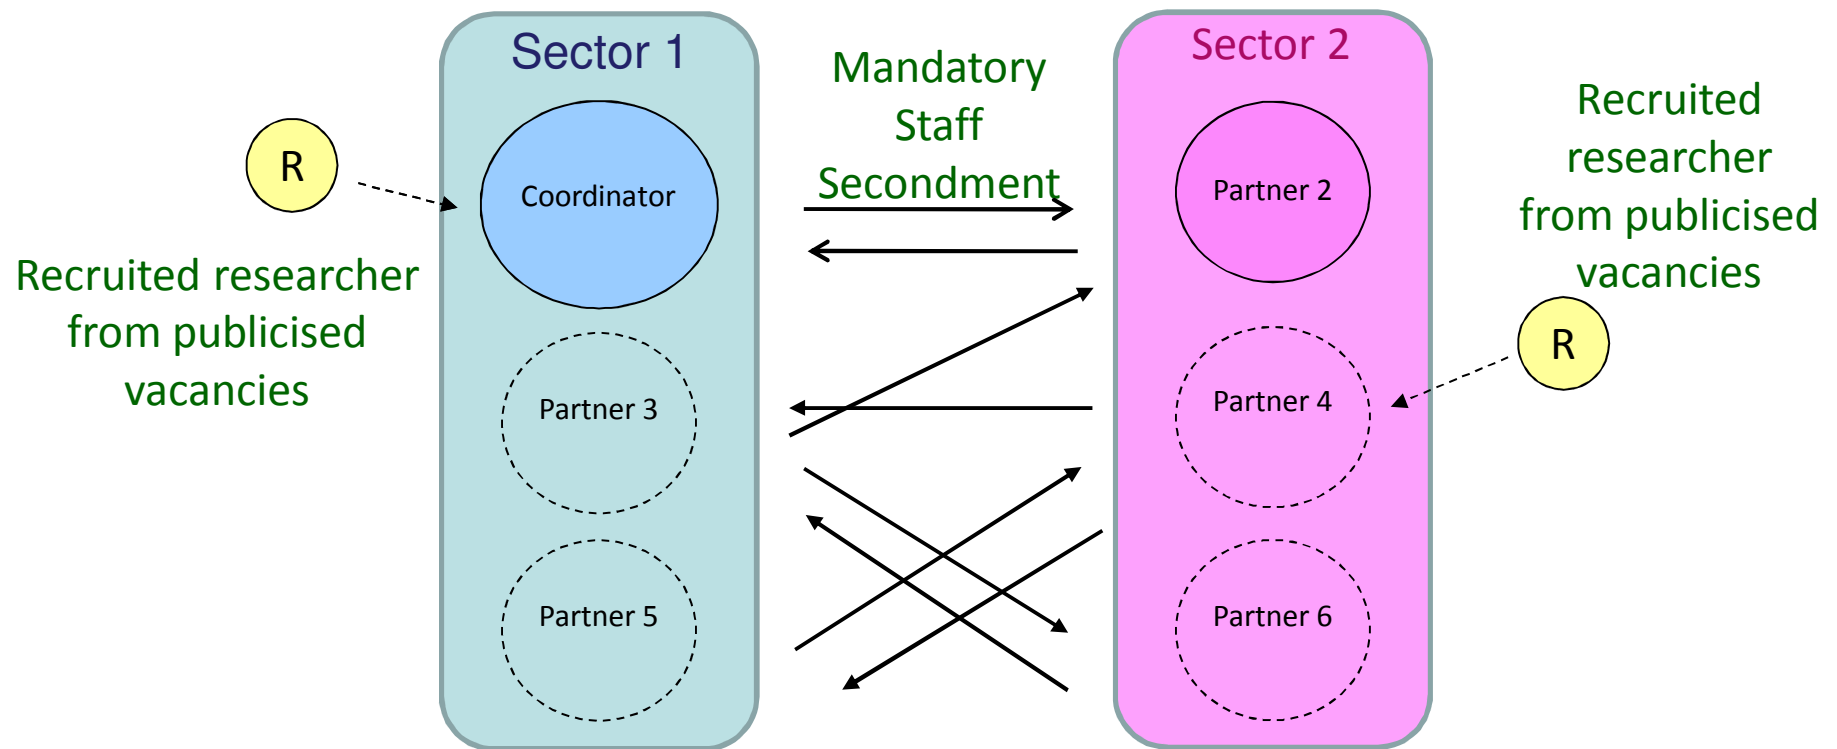 Sector 1
Coordinator
Partner 3
Partner 5
R
Recruited researcher
from publicised
vacancies
Mandatory
Staff
Secondment
Sector 2
Partner 2
Partner 4
Partner 6
Recruited
researcher
from publicised
vacancies
R